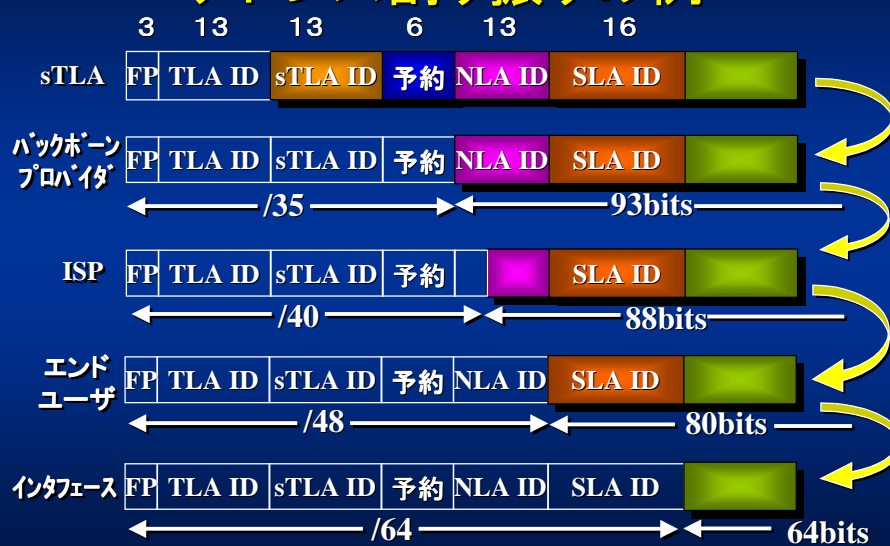 3 13 13 6 13 16
sTLA FP TLA ID sTLA ID 予約 NLA ID SLA ID
バックボーン
プロバイダ FP TLA ID sTLA ID 予約 NLA ID SLA ID
/35 93bits
ISP FP TLA ID sTLA ID 予約 SLA ID
/40 88bits
エンド
ユーザ FP TLA ID sTLA ID 予約 NLA ID SLA ID
/48 80bits
インタフェース FP TLA ID sTLA ID 予約 NLA ID SLA ID
/64 64bits